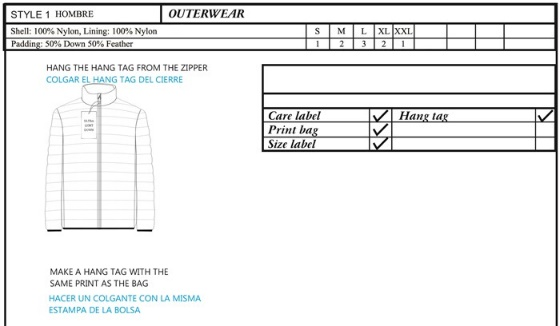 STYLE 1 HOMBRE
OUTERWEAR
Shell: 100% Nylon, Lining: 100% Nylon
S M L XL XXL
Padding: 50% Down 50% Feather
1 2 3 2 1
HANG THE HANG TAG FROM THE ZIPPER
COLGAR EL HANG TAG DEL CIERRE
Care label
Hang tag
Print bag
Size label
MAKE A HANG TAG WITH THE
SAME PRINT AS THE BAG
HACER UN COLGANTE CON LA MISMA
ESTAMPA DE LA BOLSA